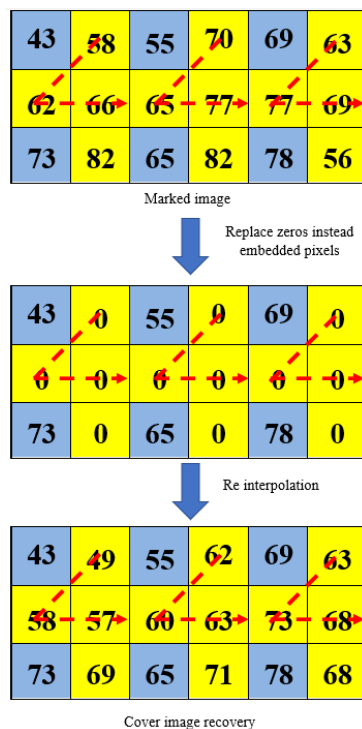 43 58 55 70 69 63
62 66 65 77 77 69
73 82 65 82 78 56
Marked image
Replace zeros instead
embedded pixels
43 0 55 0 69 0
0 0 0 0 0 0
73 0 65 0 78 0
Re interpolation
43 49 55 62 69 63
58 57 60 63 73 68
73 69 65 71 78 68
Cover image recovery